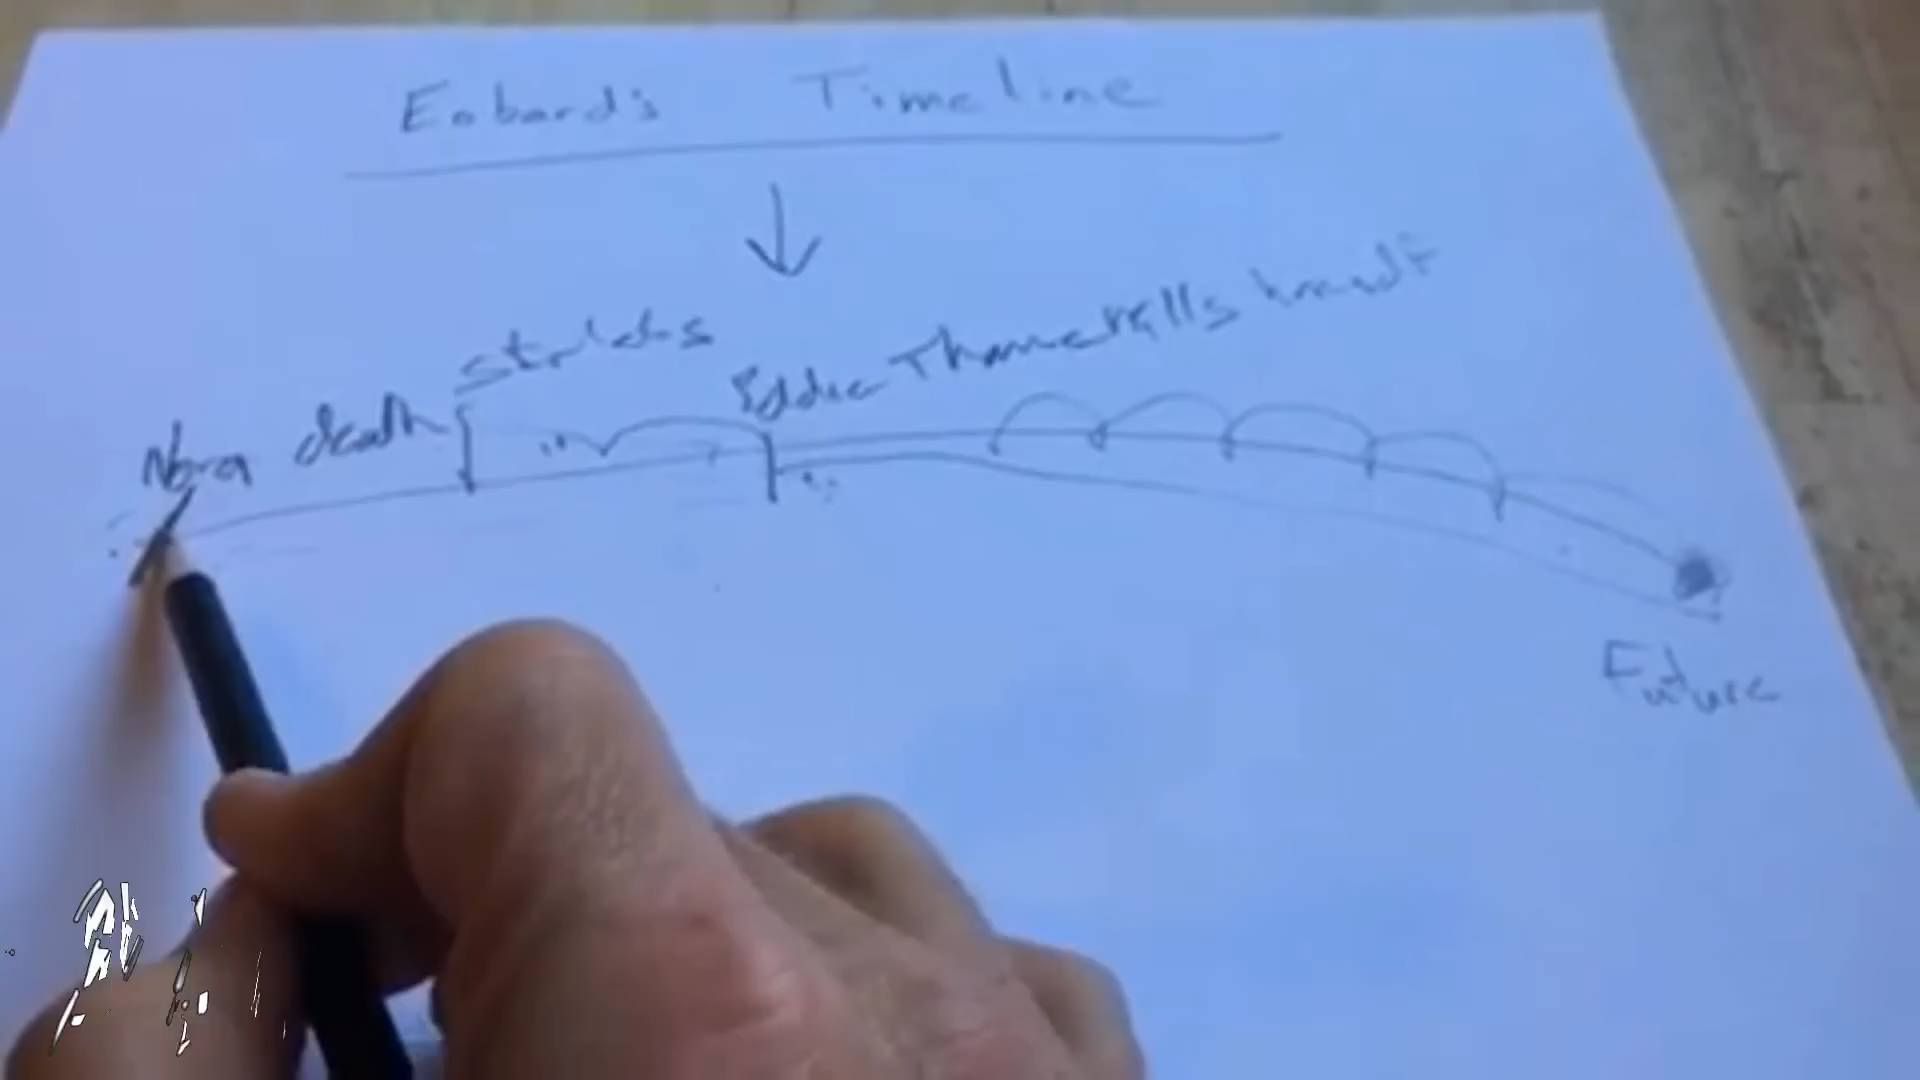 Eobard's Timeline
Nora death
Eddie Thawne kills himself
Future